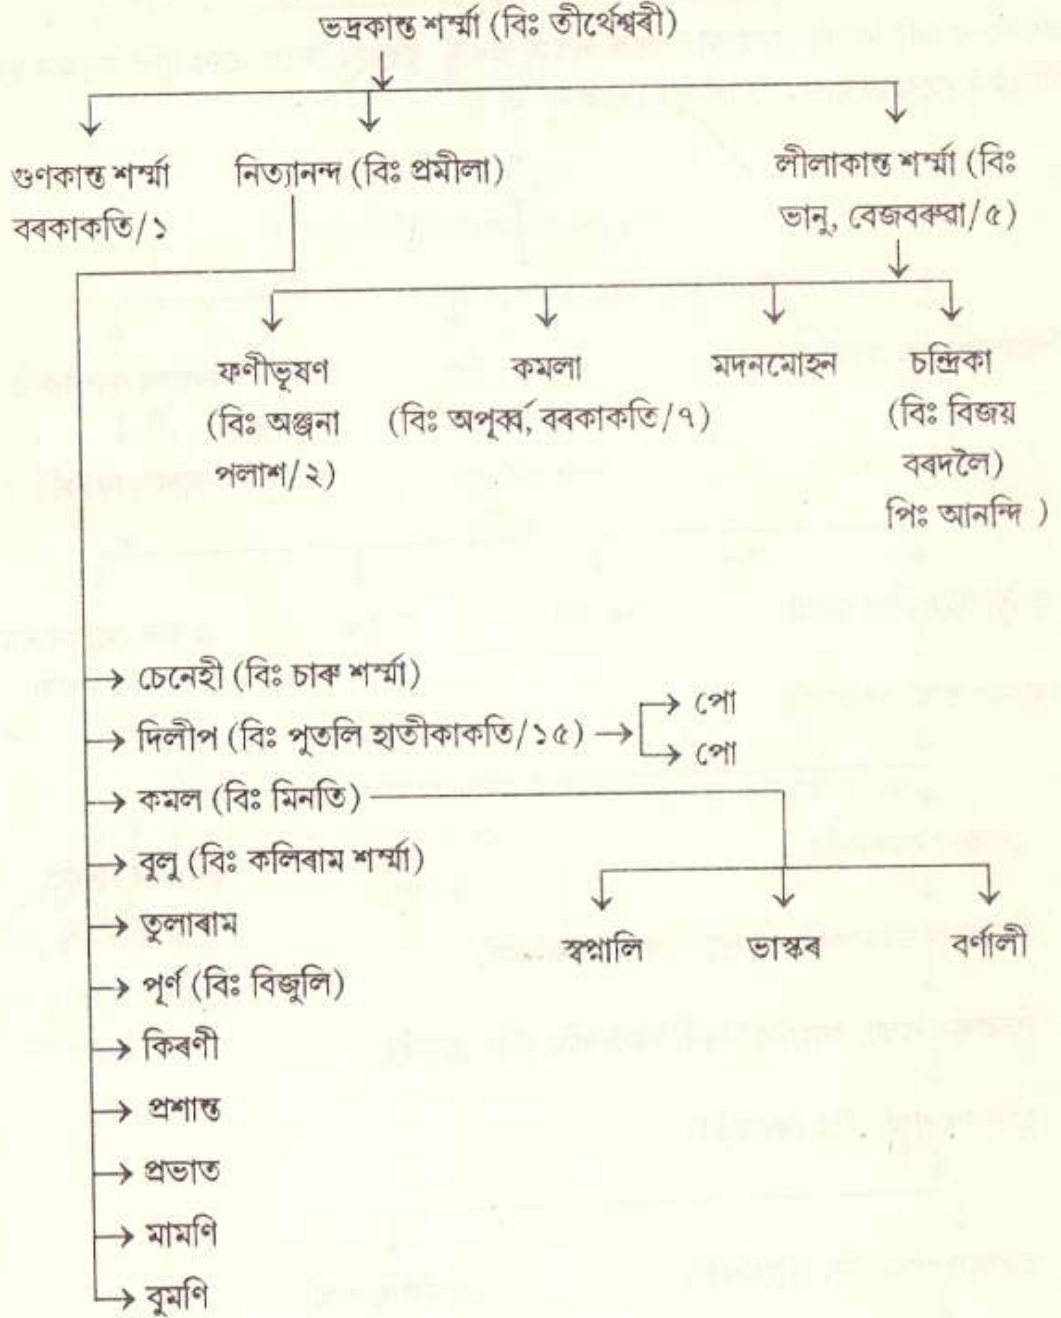 ভদ্ৰকান্ত শৰ্ম্মা (বিঃ তীৰ্থেশ্বৰী)
গুণকান্ত শৰ্ম্মা
বৰকাকতি/১
নিত্যানন্দ (বিঃ প্ৰমীলা)
লীলাকান্ত শৰ্ম্মা (বিঃ
ভানু, বেজবৰুৱা/৫)
ফণীভূষণ
(বিঃ অঞ্জনা
পলাশ/২)
কমলা
(বিঃ অপূৰ্ব্ব, বৰকাকতি/৭)
মদনমোহন
চন্দ্ৰিকা
(বিঃ বিজয়
বৰদলৈ)
পিঃ আনন্দি )
চেনেহী (বিঃ চাৰু শৰ্ম্মা)
দিলীপ (বিঃ পুতলি হাতীকাকতি/১৫)
পো
পো
কমল (বিঃ মিনতি)
বুলু (বিঃ কলিৰাম শৰ্ম্মা)
তুলাৰাম
পূৰ্ণ (বিঃ বিজুলি)
কিৰণী
প্ৰশান্ত
প্ৰভাত
মামণি
বুমণি
স্বপ্নালি
ভাস্কৰ
বৰ্ণালী